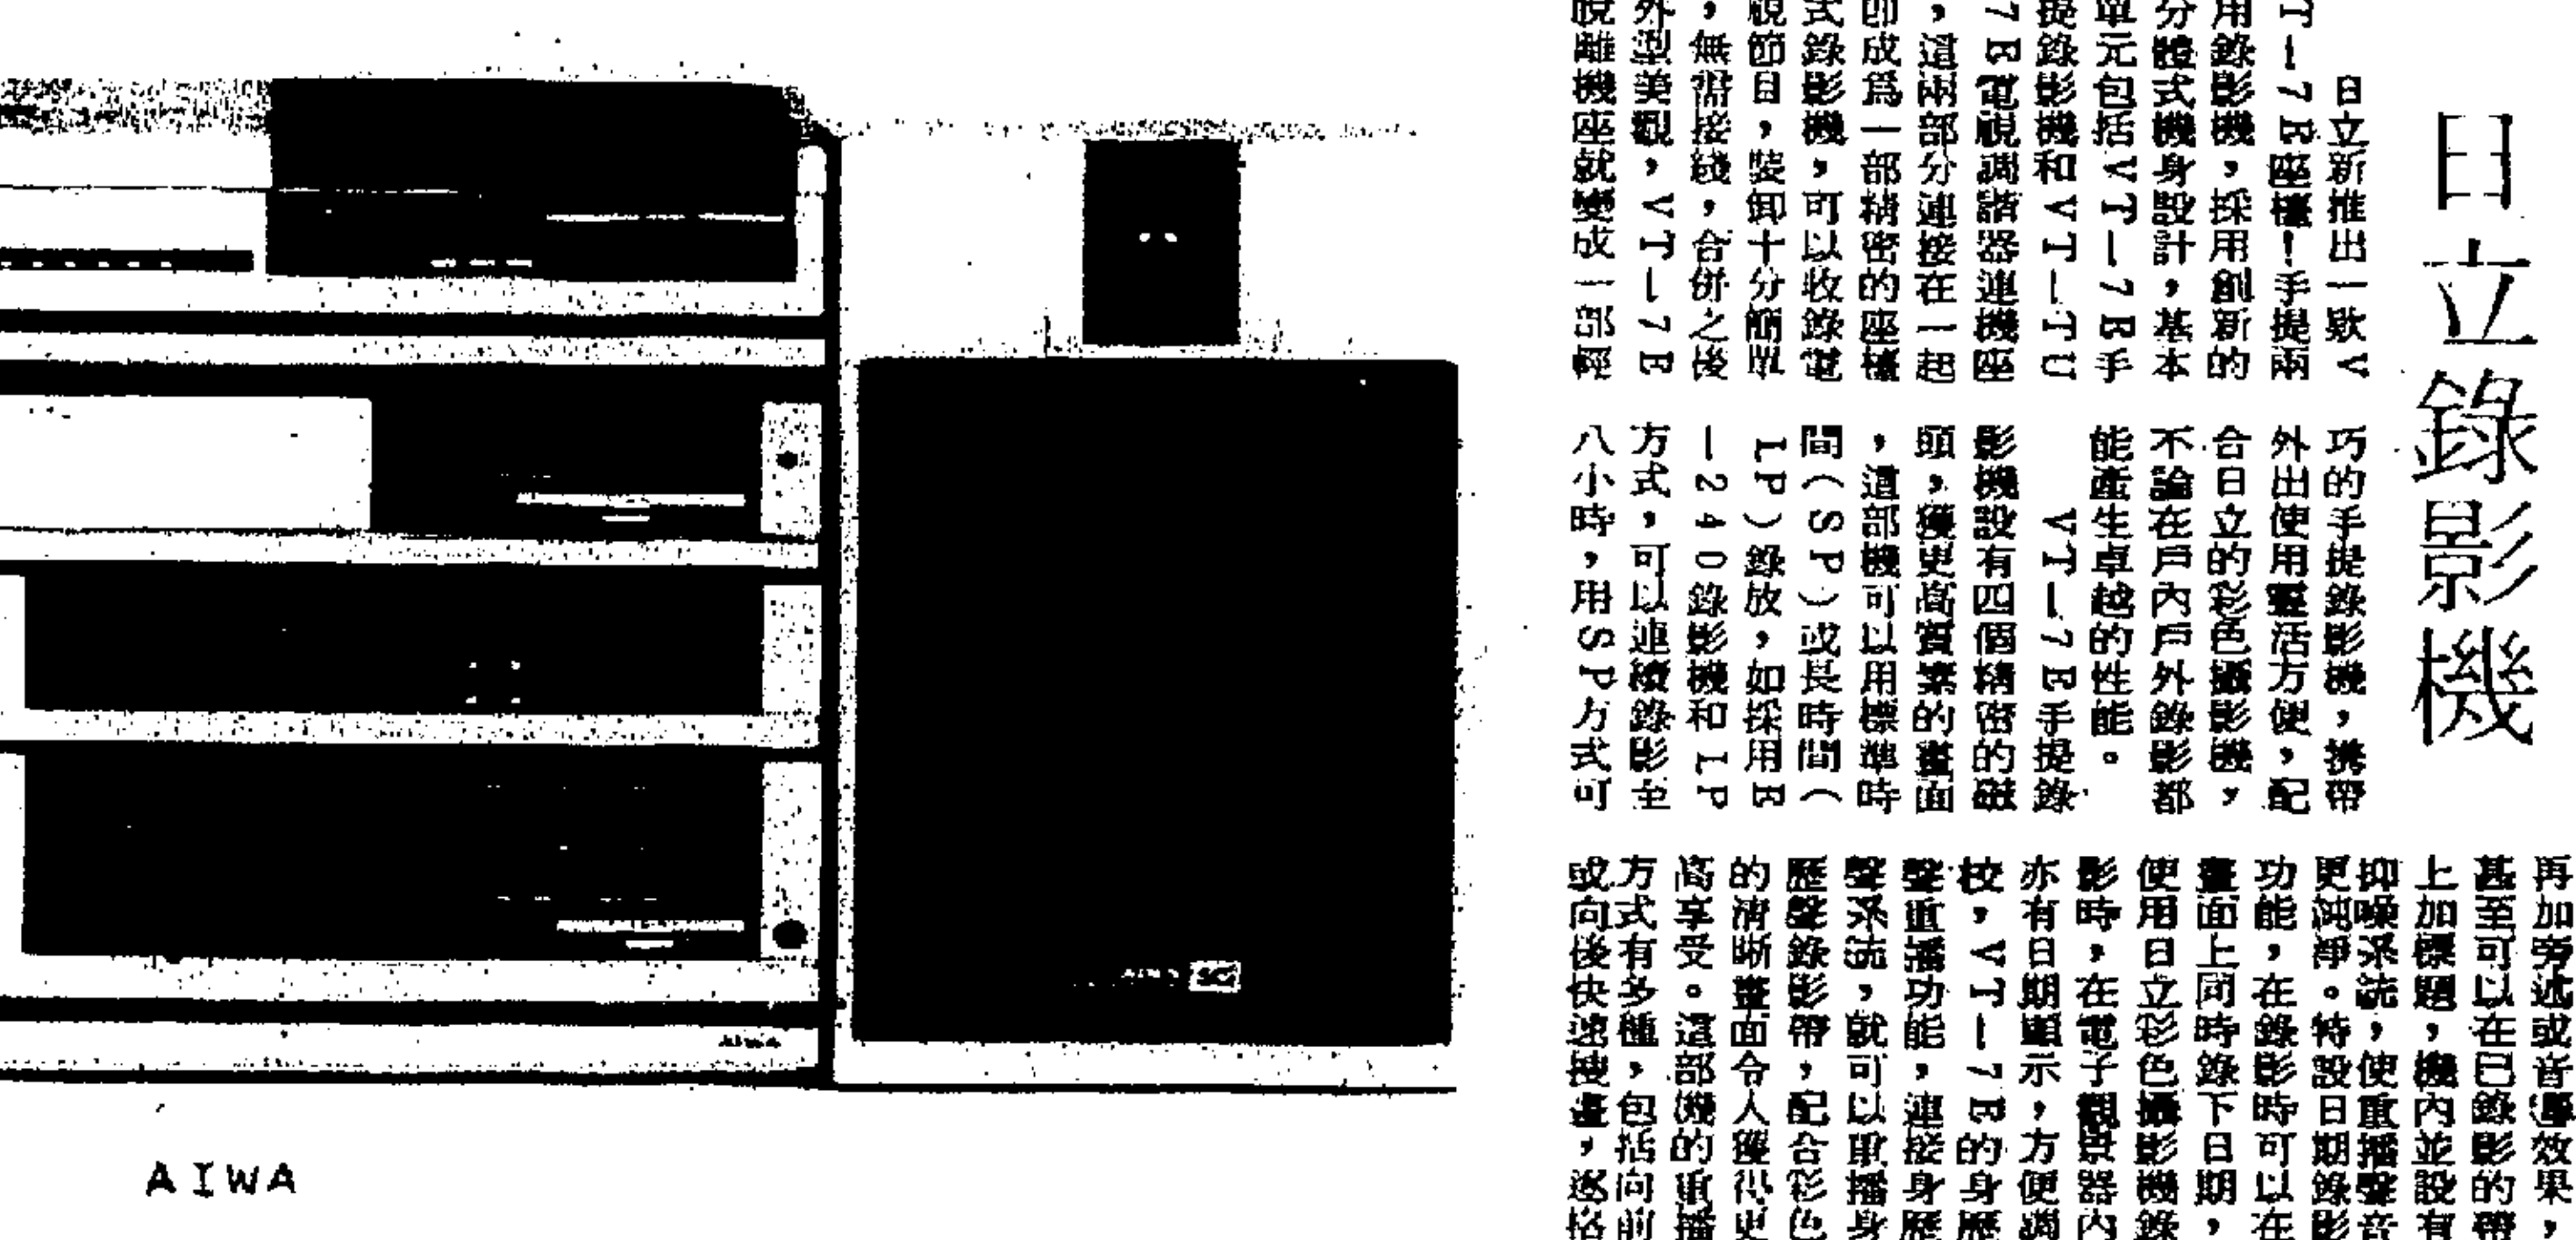 日立錄影機
日立新推出一款V
T－7E座檯！手提兩
用錄影機，採用創新的
分體式機身設計，基本
單元包括VT－7E手
提錄影機和VT－TU
7E電視調諧器連機座
，這兩部分連接在一起
即成爲一部精密的座檯
式錄影機，可以收錄電
視節目，裝卸十分簡單
，無需接綫，合併之後
外型美觀，VT－7E
脫離機座就變成一部輕
巧的手提錄影機，携帶
外出使用靈活方便，配
合日立的彩色攝影機，
不論在戶內戶外錄影都
能產生卓越的性能。
VT－7E手提錄
影機設有四個精密的磁
頭，獲更高質素的畫面
，這部機可以用標準時
間（SP）或長時間（
LP）錄放，如採用E
－240錄影機和LP
方式，可以連續錄影至
八小時，用SP方式可
再加旁述或音響效果，
甚至可以在已錄影的帶
上加標題，機內並設有
抑噪系統，使重播聲音
更純淨。特設日期錄影
功能，在錄影時可以在
畫面上同時錄下日期，
使用日立彩色攝影機錄
影時，在電子觀景器內
亦有日期顯示，方便調
校，VT－7E的身歷
聲重播功能，連接身歷
聲系統，就可以重播身
歷聲錄影帶，配合彩色
的清晰畫面令人獲得更
高享受。這部機的重播
方式有多種，包括向前
或向後快速搜畫，逐格
AIWA
AIWA